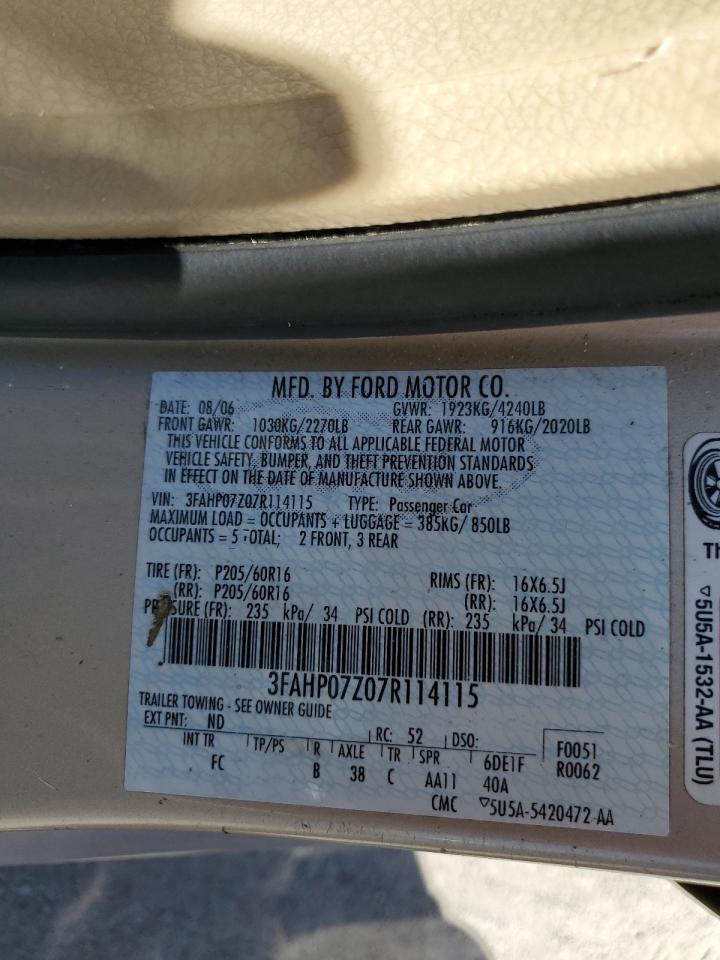 MFD. BY FORD MOTOR CO.
DATE: 08/06 GVWR: 1923KG/4240LB
FRONT GAWR: 1030KG/2270LB REAR GAWR: 916KG/2020LB
THIS VEHICLE CONFORMS TO ALL APPLICABLE FEDERAL MOTOR
VEHICLE SAFETY, BUMPER, AND THEFT PREVENTION STANDARDS
IN EFFECT ON THE DATE OF MANUFACTURE SHOWN ABOVE.
VIN: 3FAHP07Z07R114115 TYPE: Passenger Car
MAXIMUM LOAD = OCCUPANTS + LUGGAGE = 385KG/ 850LB
OCCUPANTS = 5 TOTAL; 2 FRONT, 3 REAR
TIRE (FR): P205/60R16 RIMS (FR): 16X6.5J
(RR): P205/60R16 (RR): 16X6.5J
PRESSURE (FR): 235 kPa/ 34 PSI COLD (RR): 235 kPa/ 34 PSI COLD
3FAHP07Z07R114115
TRAILER TOWING - SEE OWNER GUIDE
EXT PNT: ND RC: 52 DSO: F0051
INT TR TP/PS R AXLE TR SPR 6DE1F R0062
FC B 38 C AA11 40A
CMC ▽5U5A-5420472-AA
▽5U5A-1532-AA (TLU)